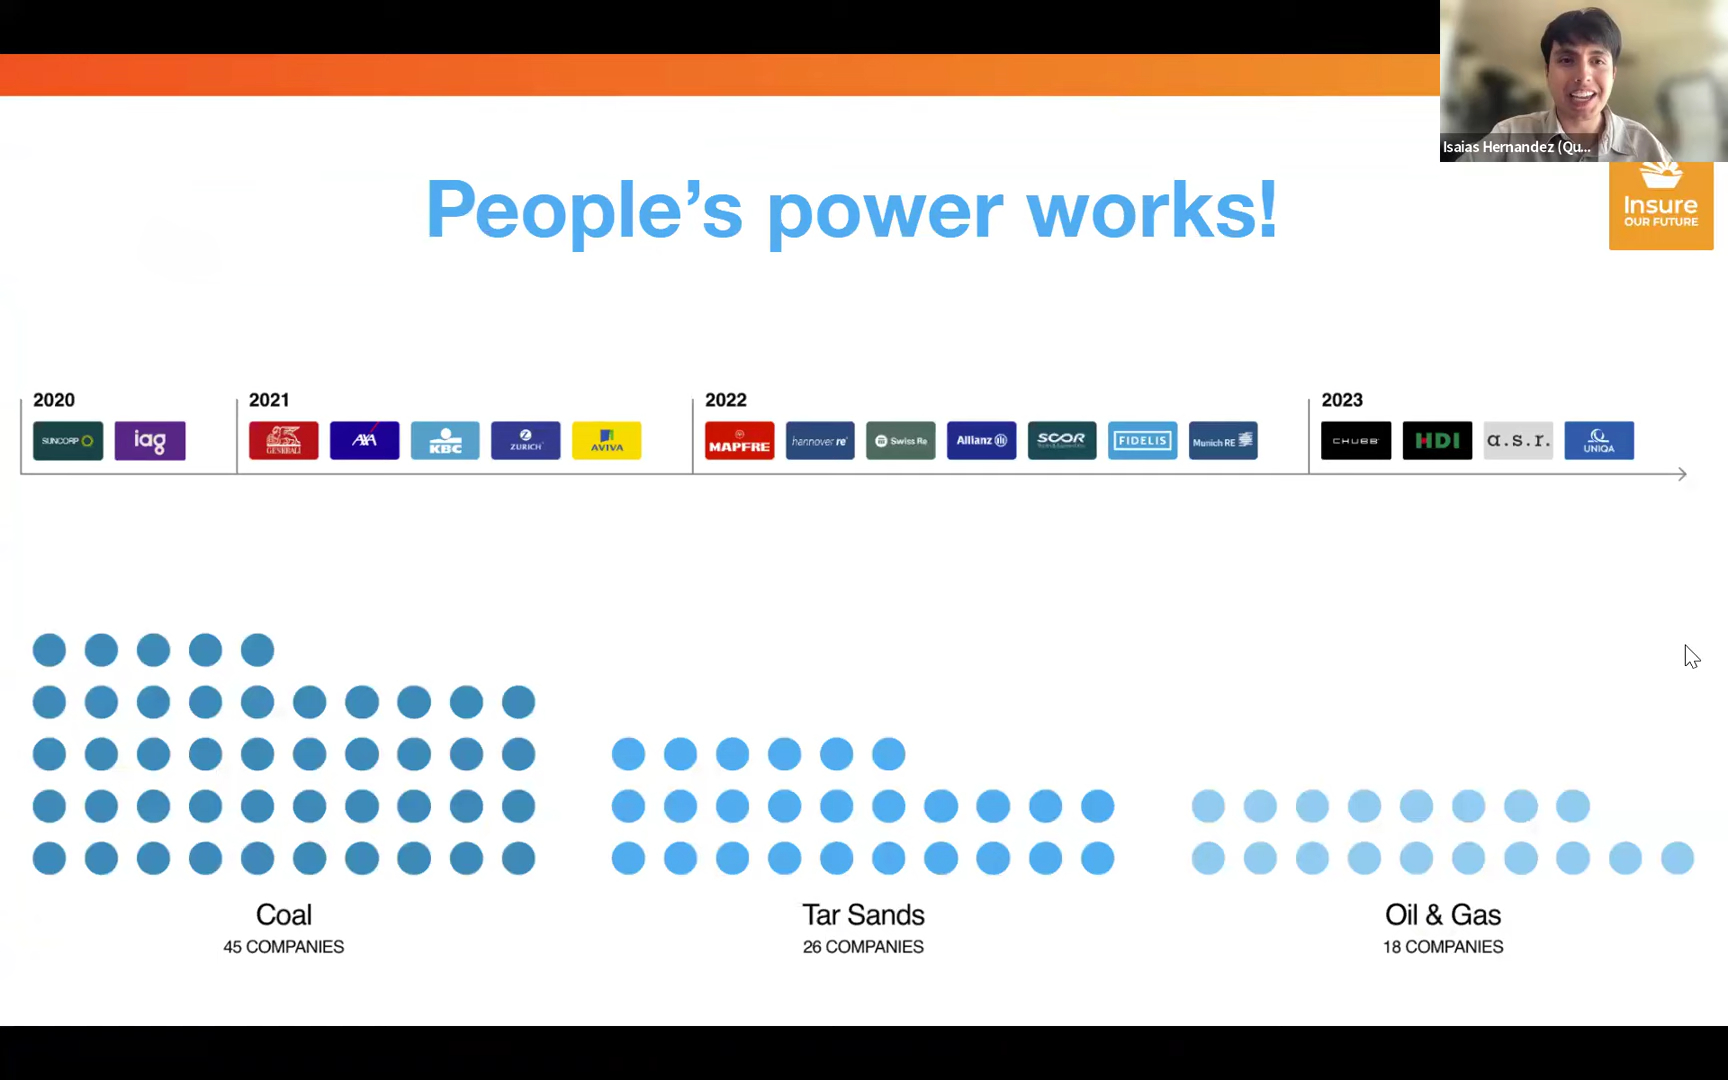 Isaias Hernandez (Qu...
Insure
OUR FUTURE
People’s power works!
2020
2021
2022
2023
SUNCORP
iag
GENERALI
AXA
KBC
ZURICH
AVIVA
MAPFRE
hannover re
Swiss Re
Allianz
SCOR
FIDELIS
Munich RE
CHUBB
HDI
a.s.r.
UNIQA
Coal
45 COMPANIES
Tar Sands
26 COMPANIES
Oil & Gas
18 COMPANIES